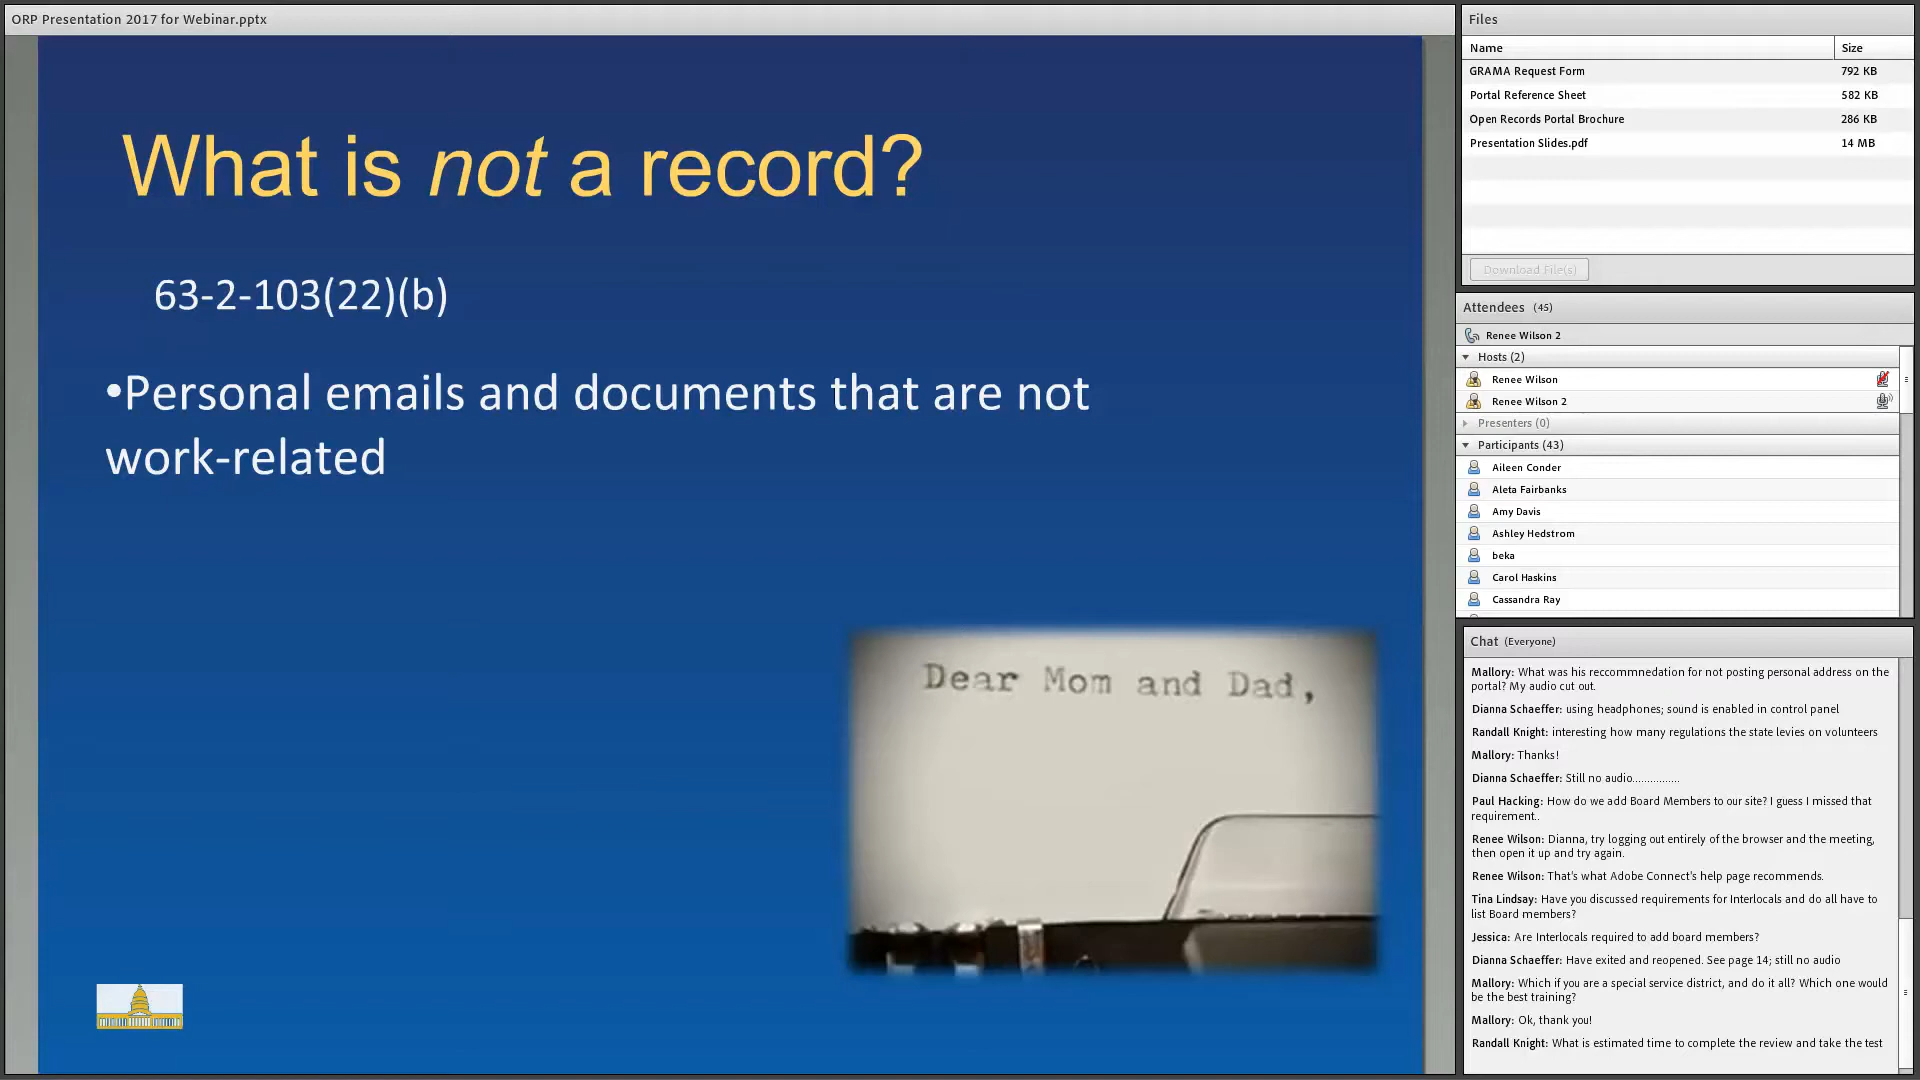 ORP Presentation 2017 for Webinar.pptx
What is not a record?
63-2-103(22)(b)
•Personal emails and documents that are not
work-related
Dear Mom and Dad,
Files
Name Size
GRAMA Request Form 792 KB
Portal Reference Sheet 582 KB
Open Records Portal Brochure 286 KB
Presentation Slides.pdf 14 MB
Download File(s)
Attendees (45)
Renee Wilson 2
Hosts (2)
Renee Wilson
Renee Wilson 2
Presenters (0)
Participants (43)
Aileen Conder
Aleta Fairbanks
Amy Davis
Ashley Hedstrom
beka
Carol Haskins
Cassandra Ray
Chat (Everyone)
Mallory: What was his reccommnedation for not posting personal address on the
portal? My audio cut out.
Dianna Schaeffer: using headphones; sound is enabled in control panel
Randall Knight: interesting how many regulations the state levies on volunteers
Mallory: Thanks!
Dianna Schaeffer: Still no audio...............
Paul Hacking: How do we add Board Members to our site? I guess I missed that
requirement..
Renee Wilson: Dianna, try logging out entirely of the browser and the meeting,
then open it up and try again.
Renee Wilson: That's what Adobe Connect's help page recommends.
Tina Lindsay: Have you discussed requirements for Interlocals and do all have to
list Board members?
Jessica: Are Interlocals required to add board members?
Dianna Schaeffer: Have exited and reopened. See page 14; still no audio
Mallory: Which if you are a special service district, and do it all? Which one would
be the best training?
Mallory: Ok, thank you!
Randall Knight: What is estimated time to complete the review and take the test